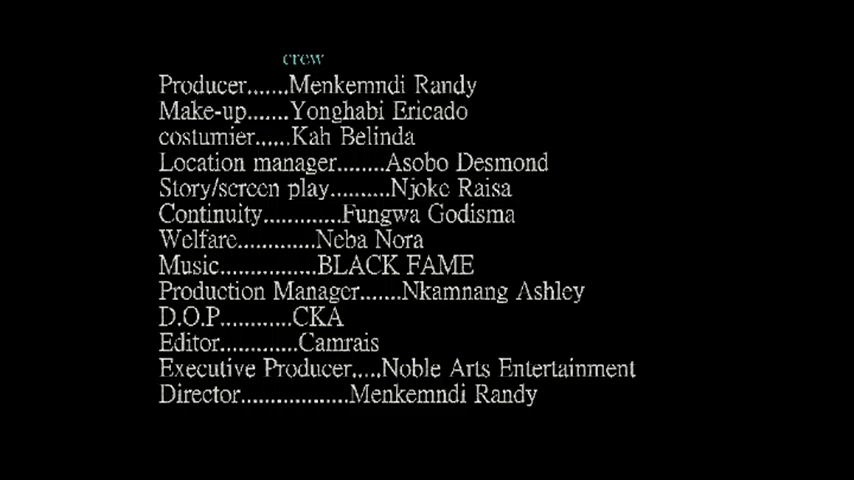 crew
Producer.......Menkemndi Randy
Make-up.......Yonghabi Ericado
costumier......Kah Belinda
Location manager........Asobo Desmond
Story/screen play..........Njoke Raisa
Continuity.............Fungwa Godisma
Welfare.............Neba Nora
Music................BLACK FAME
Production Manager.......Nkamnang Ashley
D.O.P............CKA
Editor.............Camrais
Executive Producer.....Noble Arts Entertainment
Director..................Menkemndi Randy